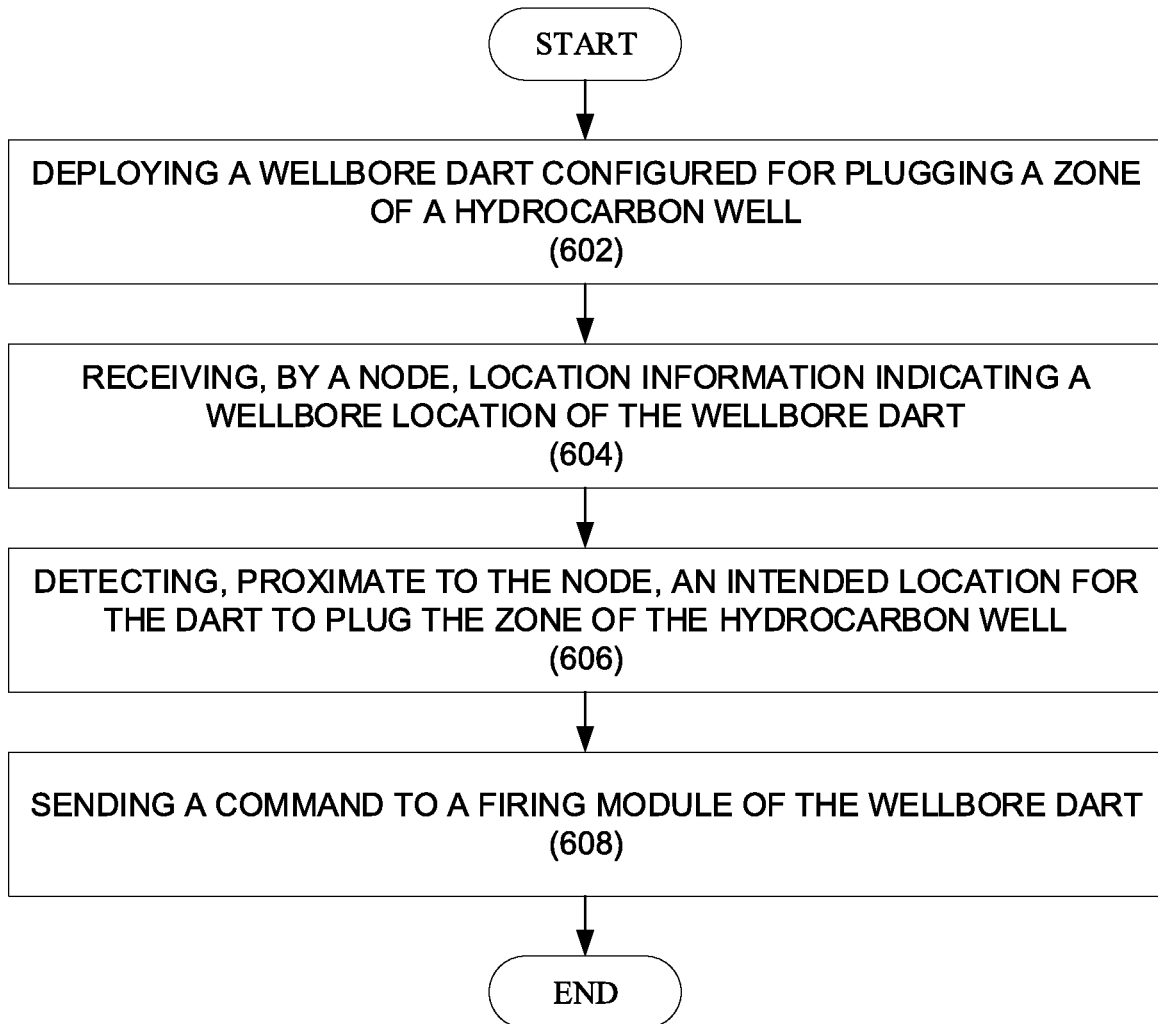 START
DEPLOYING A WELLBORE DART CONFIGURED FOR PLUGGING A ZONE
OF A HYDROCARBON WELL
(602)
RECEIVING, BY A NODE, LOCATION INFORMATION INDICATING A
WELLBORE LOCATION OF THE WELLBORE DART
(604)
DETECTING, PROXIMATE TO THE NODE, AN INTENDED LOCATION FOR
THE DART TO PLUG THE ZONE OF THE HYDROCARBON WELL
(606)
SENDING A COMMAND TO A FIRING MODULE OF THE WELLBORE DART
(608)
END